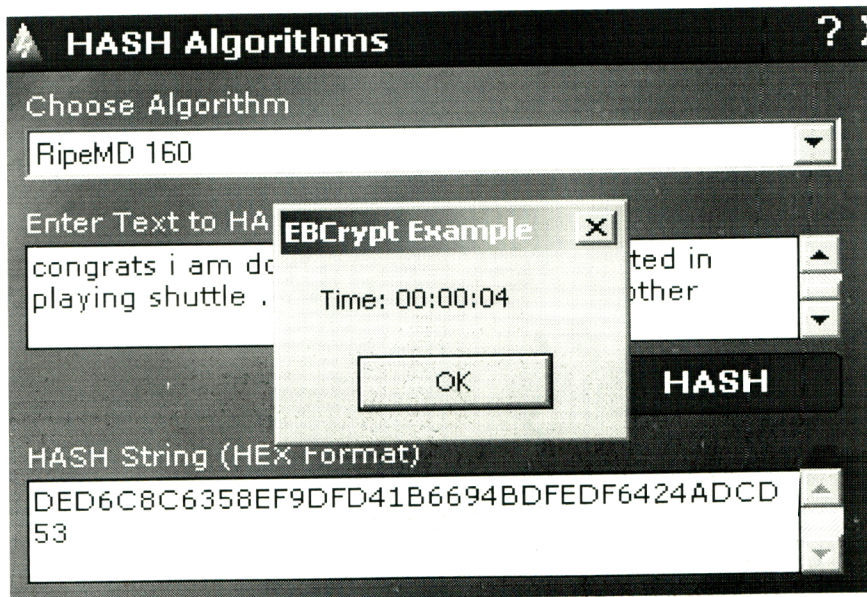 HASH Algorithms ?
Choose Algorithm
RipeMD 160
Enter Text to HA
EBCrypt Example
congrats i am do ted in
playing shuttle . other
Time: 00:00:04
OK
HASH
HASH String (HEX Format)
DED6C8C6358EF9DFD41B6694BDFEDF6424ADCD
53